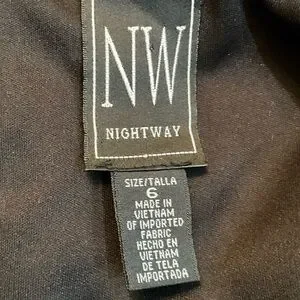 NW
NIGHTWAY
SIZE/TALLA
6
MADE IN
VIETNAM
OF IMPORTED
FABRIC
HECHO EN
VIETNAM
DE TELA
IMPORTADA